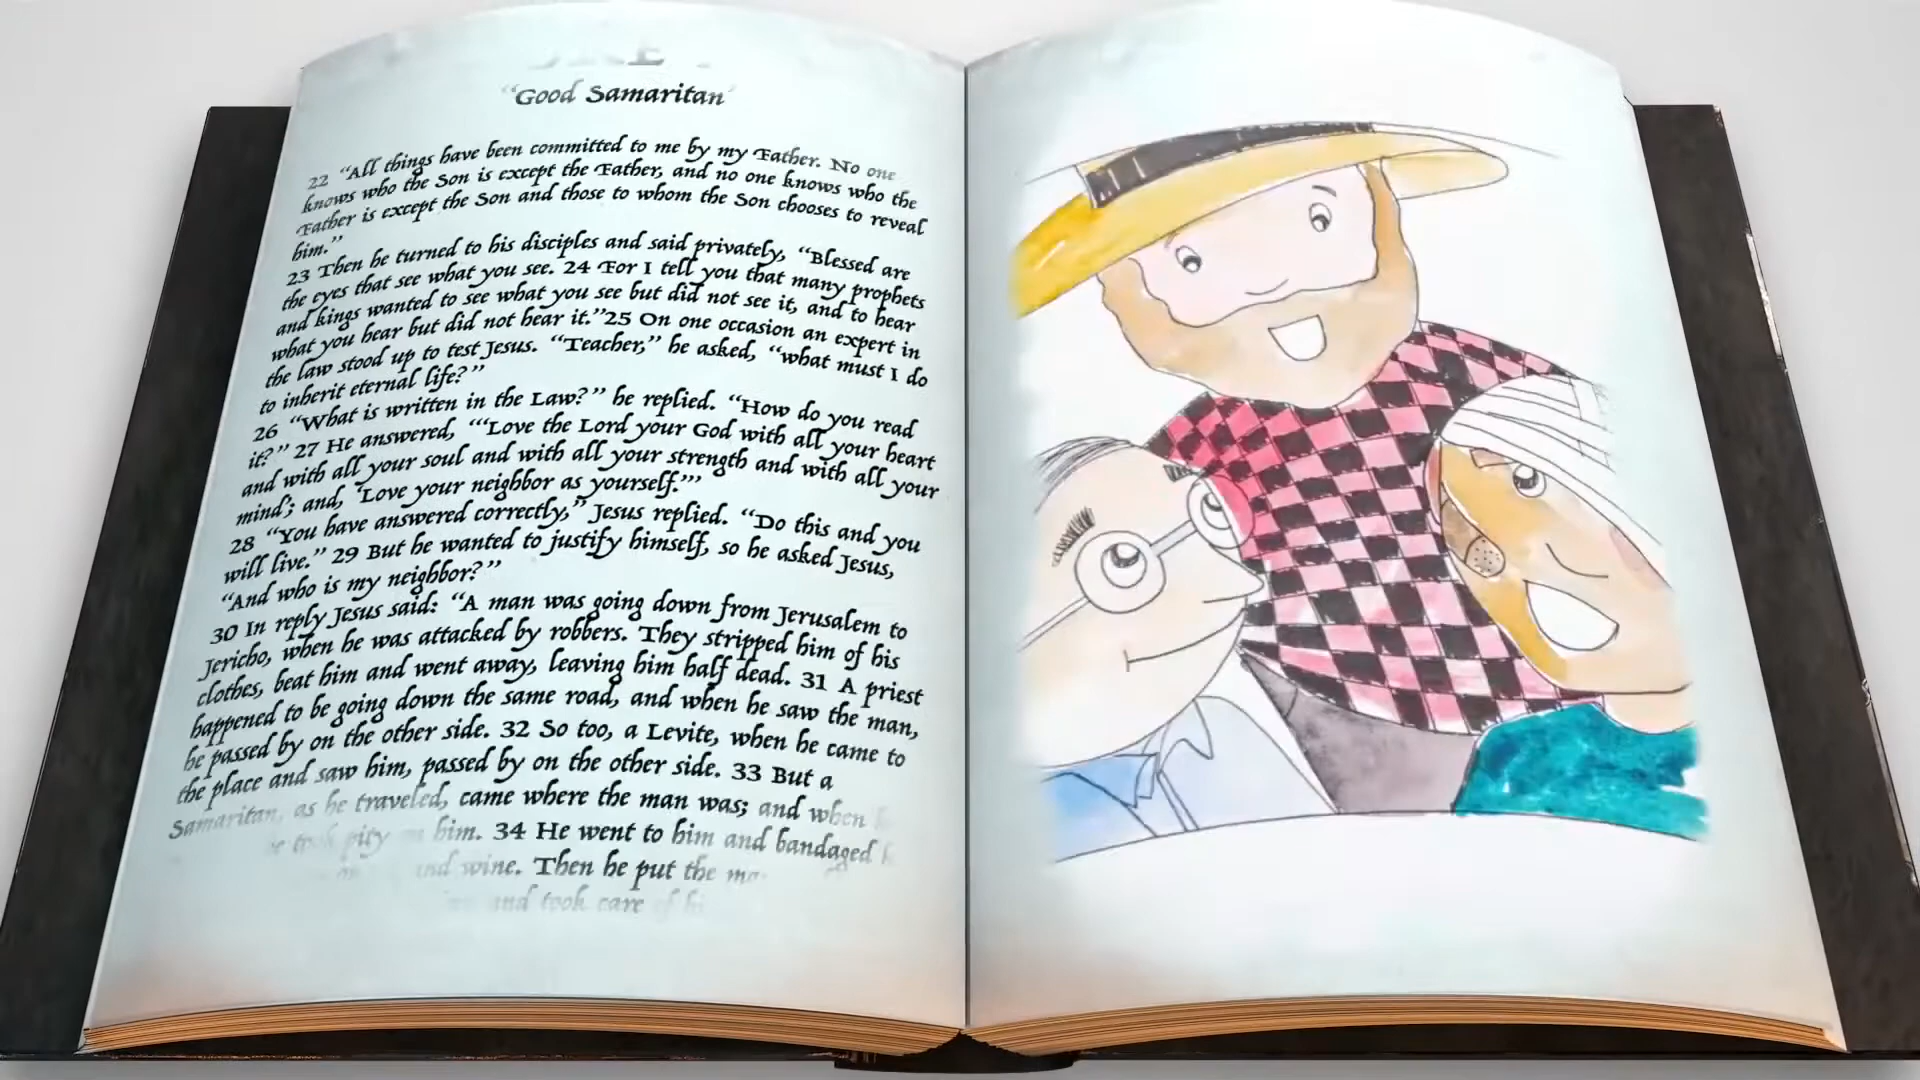 "Good Samaritan"
22 "All things have been committed to me by my Father. No one
knows who the Son is except the Father, and no one knows who the
Father is except the Son and those to whom the Son chooses to reveal
him."
23 Then he turned to his disciples and said privately, "Blessed are
the eyes that see what you see. 24 For I tell you that many prophets
and kings wanted to see what you see but did not see it, and to hear
what you hear but did not hear it."25 On one occasion an expert in
the law stood up to test Jesus. "Teacher," he asked, "what must I do
to inherit eternal life?"
26 "What is written in the Law?" he replied. "How do you read
it?" 27 He answered, "'Love the Lord your God with all your heart
and with all your soul and with all your strength and with all your
mind'; and, 'Love your neighbor as yourself.'"
28 "You have answered correctly," Jesus replied. "Do this and you
will live." 29 But he wanted to justify himself, so he asked Jesus,
"And who is my neighbor?"
30 In reply Jesus said: "A man was going down from Jerusalem to
Jericho, when he was attacked by robbers. They stripped him of his
clothes, beat him and went away, leaving him half dead. 31 A priest
happened to be going down the same road, and when he saw the man,
he passed by on the other side. 32 So too, a Levite, when he came to
the place and saw him, passed by on the other side. 33 But a
Samaritan, as he traveled, came where the man was; and when
took pity on him. 34 He went to him and bandaged
and wine. Then he put the
and took care of